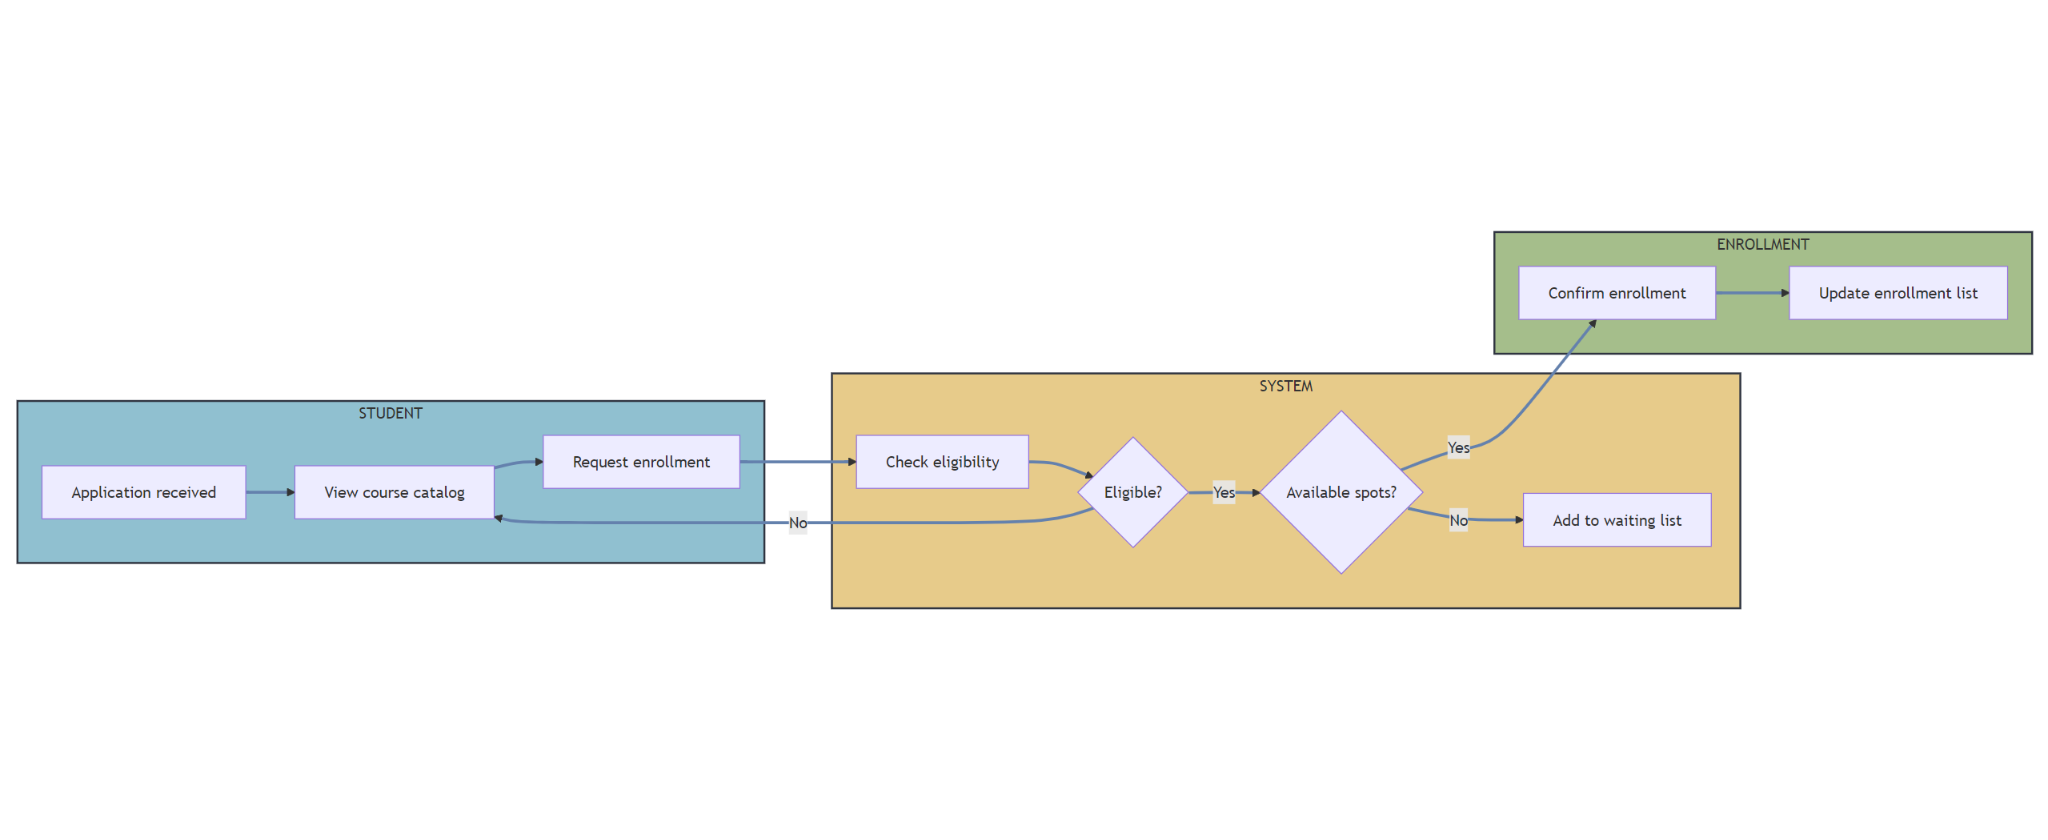 STUDENT
Application received
View course catalog
Request enrollment
No
SYSTEM
Check eligibility
Eligible?
Yes
Available spots?
Yes
No
Add to waiting list
ENROLLMENT
Confirm enrollment
Update enrollment list